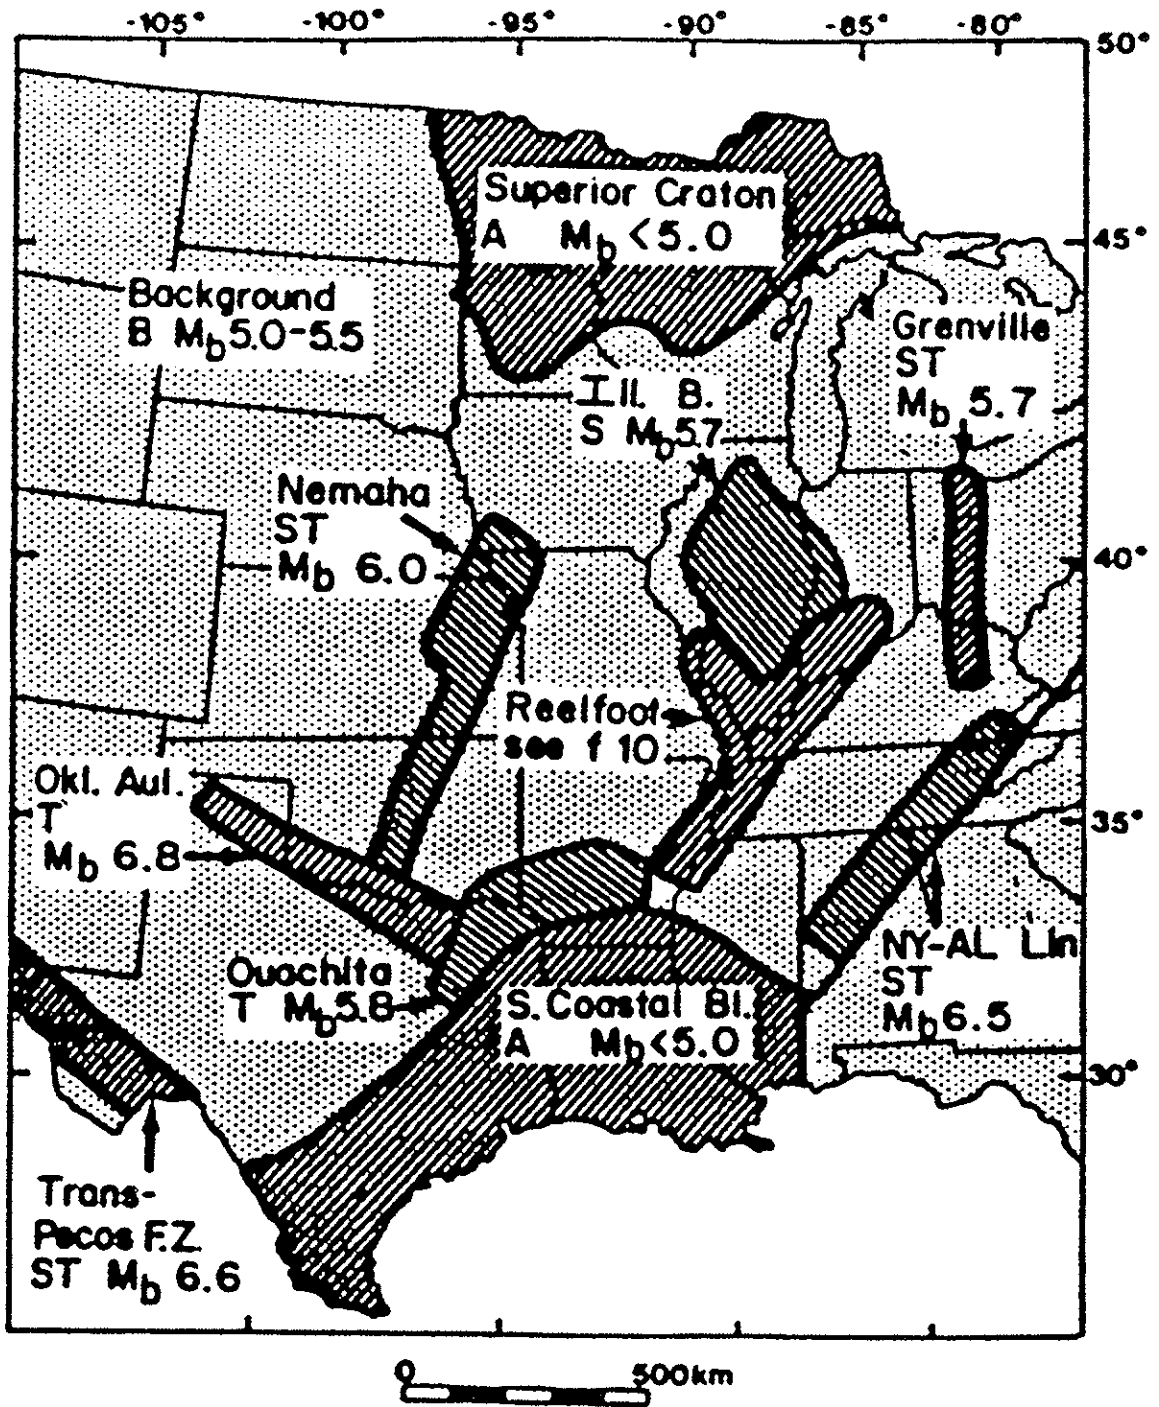 -105° -100° -95° -90° -85° -80°
50°
Superior Craton
A Mb <5.0
45°
Background
B Mb 5.0-5.5
Grenville
ST
Mb 5.7
Ill. B.
S Mb 5.7
Nemaha
ST
Mb 6.0
40°
Reelfoot
see f 10
Okl. Aul.
T
Mb 6.8
35°
NY-AL Lin
ST
Mb 6.5
Ouachita
T Mb 5.8
S. Coastal Bl.
A Mb <5.0
30°
Trans-
Pecos F.Z.
ST Mb 6.6
0 500km